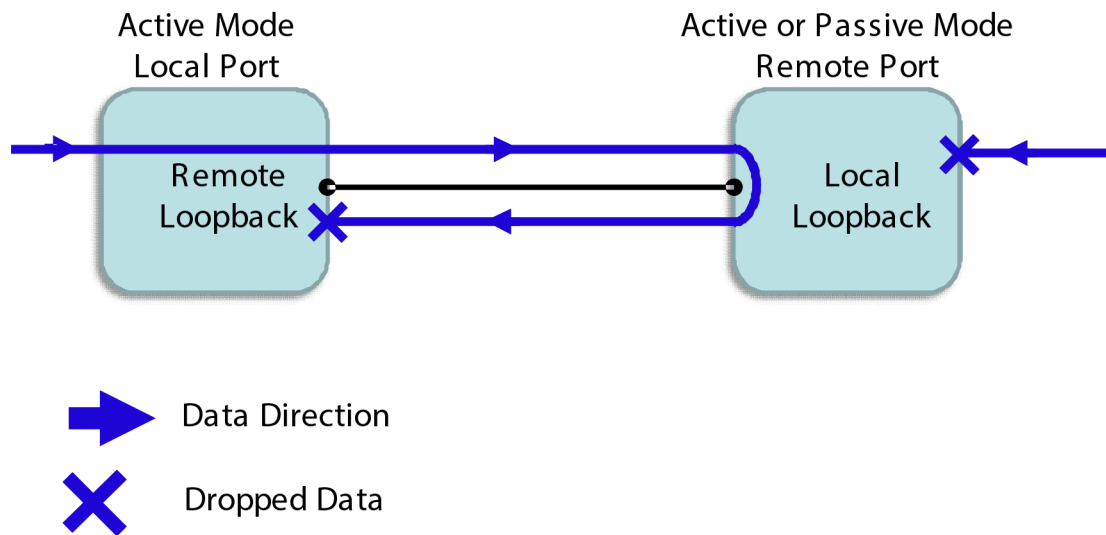 Active Mode
Local Port
Active or Passive Mode
Remote Port
Remote
Loopback
Local
Loopback
Data Direction
Dropped Data